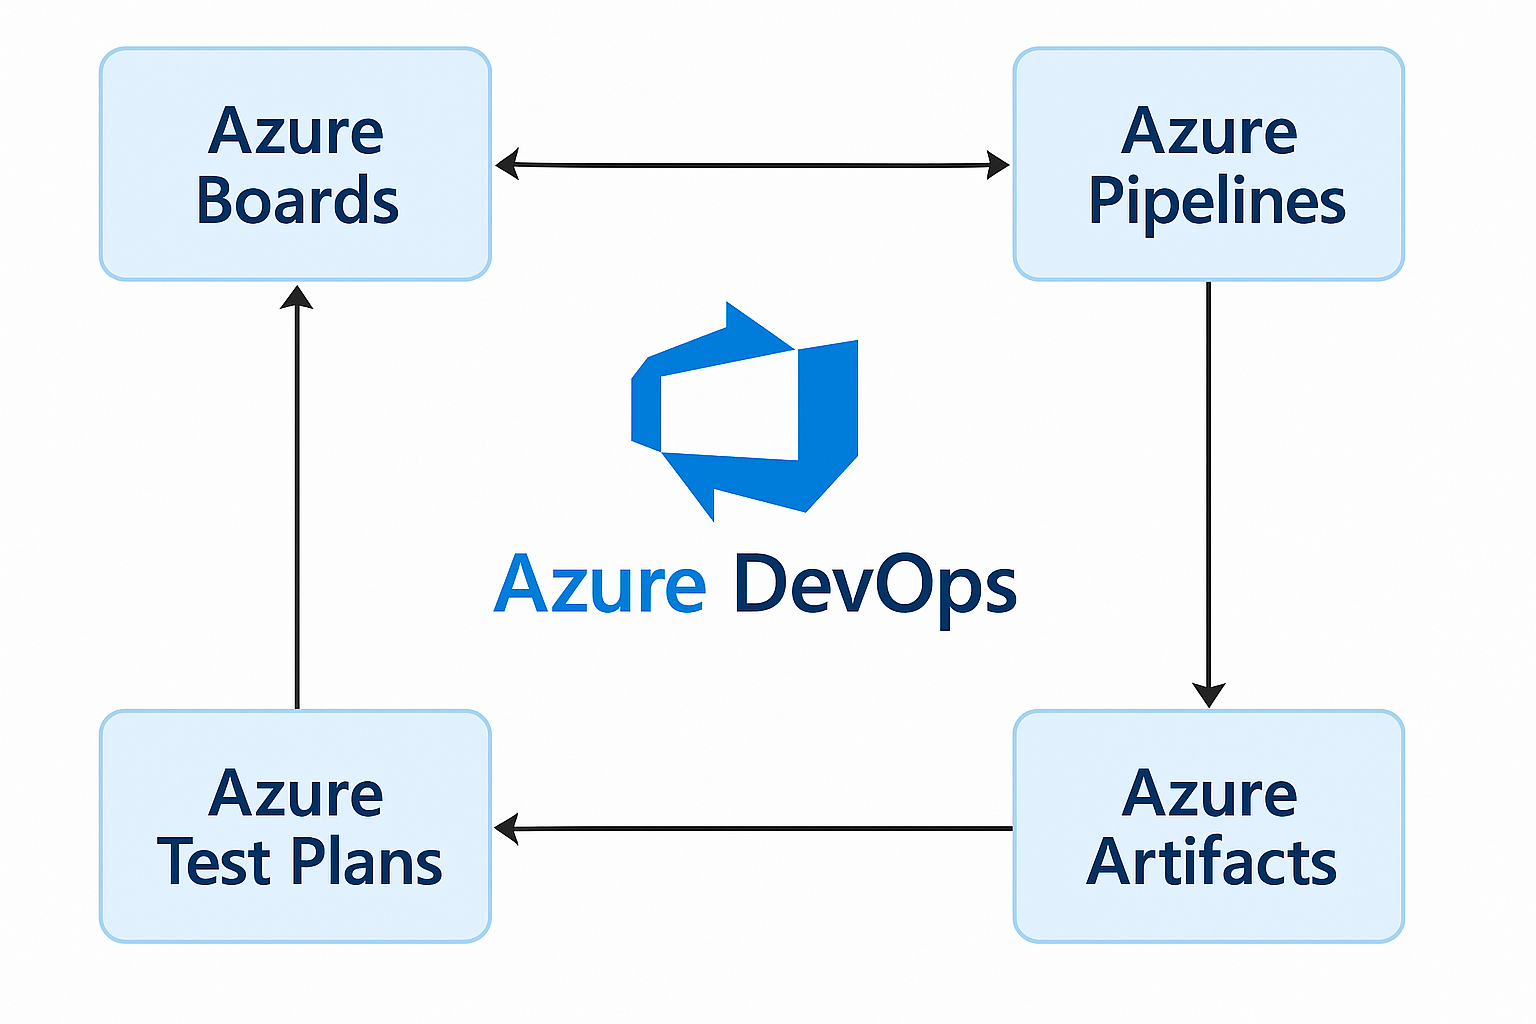 Azure
Boards
Azure
Pipelines
Azure DevOps
Azure
Test Plans
Azure
Artifacts